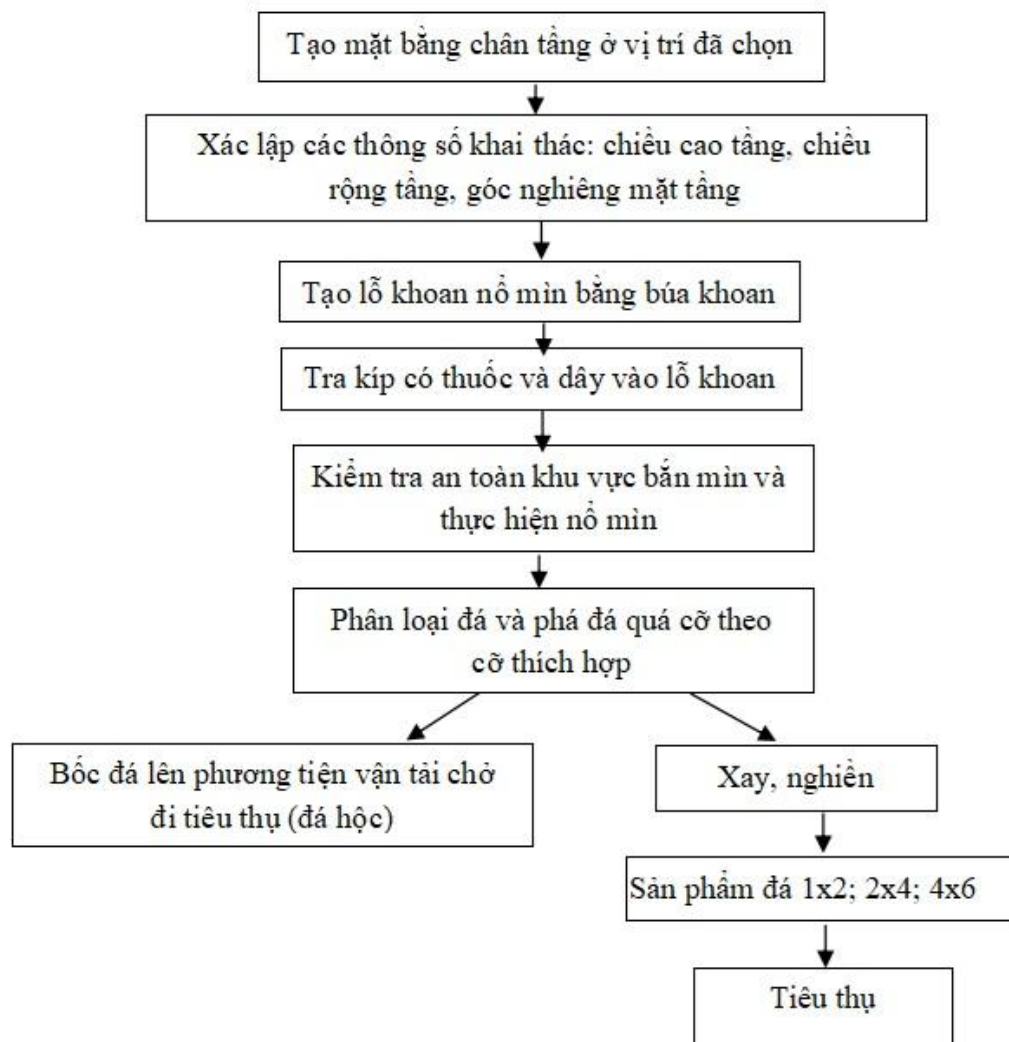 Tạo mặt bằng chân tầng ở vị trí đã chọn
Xác lập các thông số khai thác: chiều cao tầng, chiều
rộng tầng, góc nghiêng mặt tầng
Tạo lỗ khoan nổ mìn bằng búa khoan
Tra kíp có thuốc và dây vào lỗ khoan
Kiểm tra an toàn khu vực bắn mìn và
thực hiện nổ mìn
Phân loại đá và phá đá quá cỡ theo
cỡ thích hợp
Bốc đá lên phương tiện vận tải chở
đi tiêu thụ (đá hộc)
Xay, nghiền
Sản phẩm đá 1x2; 2x4; 4x6
Tiêu thụ